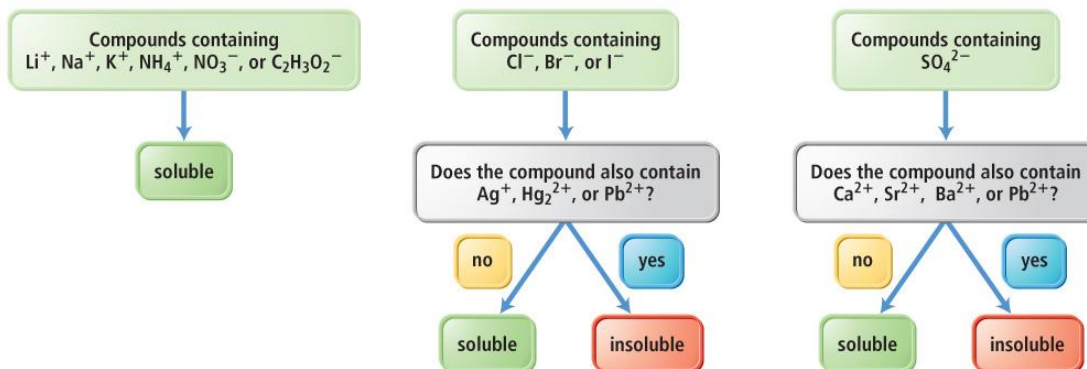 Compounds containing
Li⁺, Na⁺, K⁺, NH₄⁺, NO₃⁻, or C₂H₃O₂⁻
soluble
Compounds containing
Cl⁻, Br⁻, or I⁻
Does the compound also contain
Ag⁺, Hg₂²⁺, or Pb²⁺?
no
yes
soluble
insoluble
Compounds containing
SO₄²⁻
Does the compound also contain
Ca²⁺, Sr²⁺, Ba²⁺, or Pb²⁺?
no
yes
soluble
insoluble